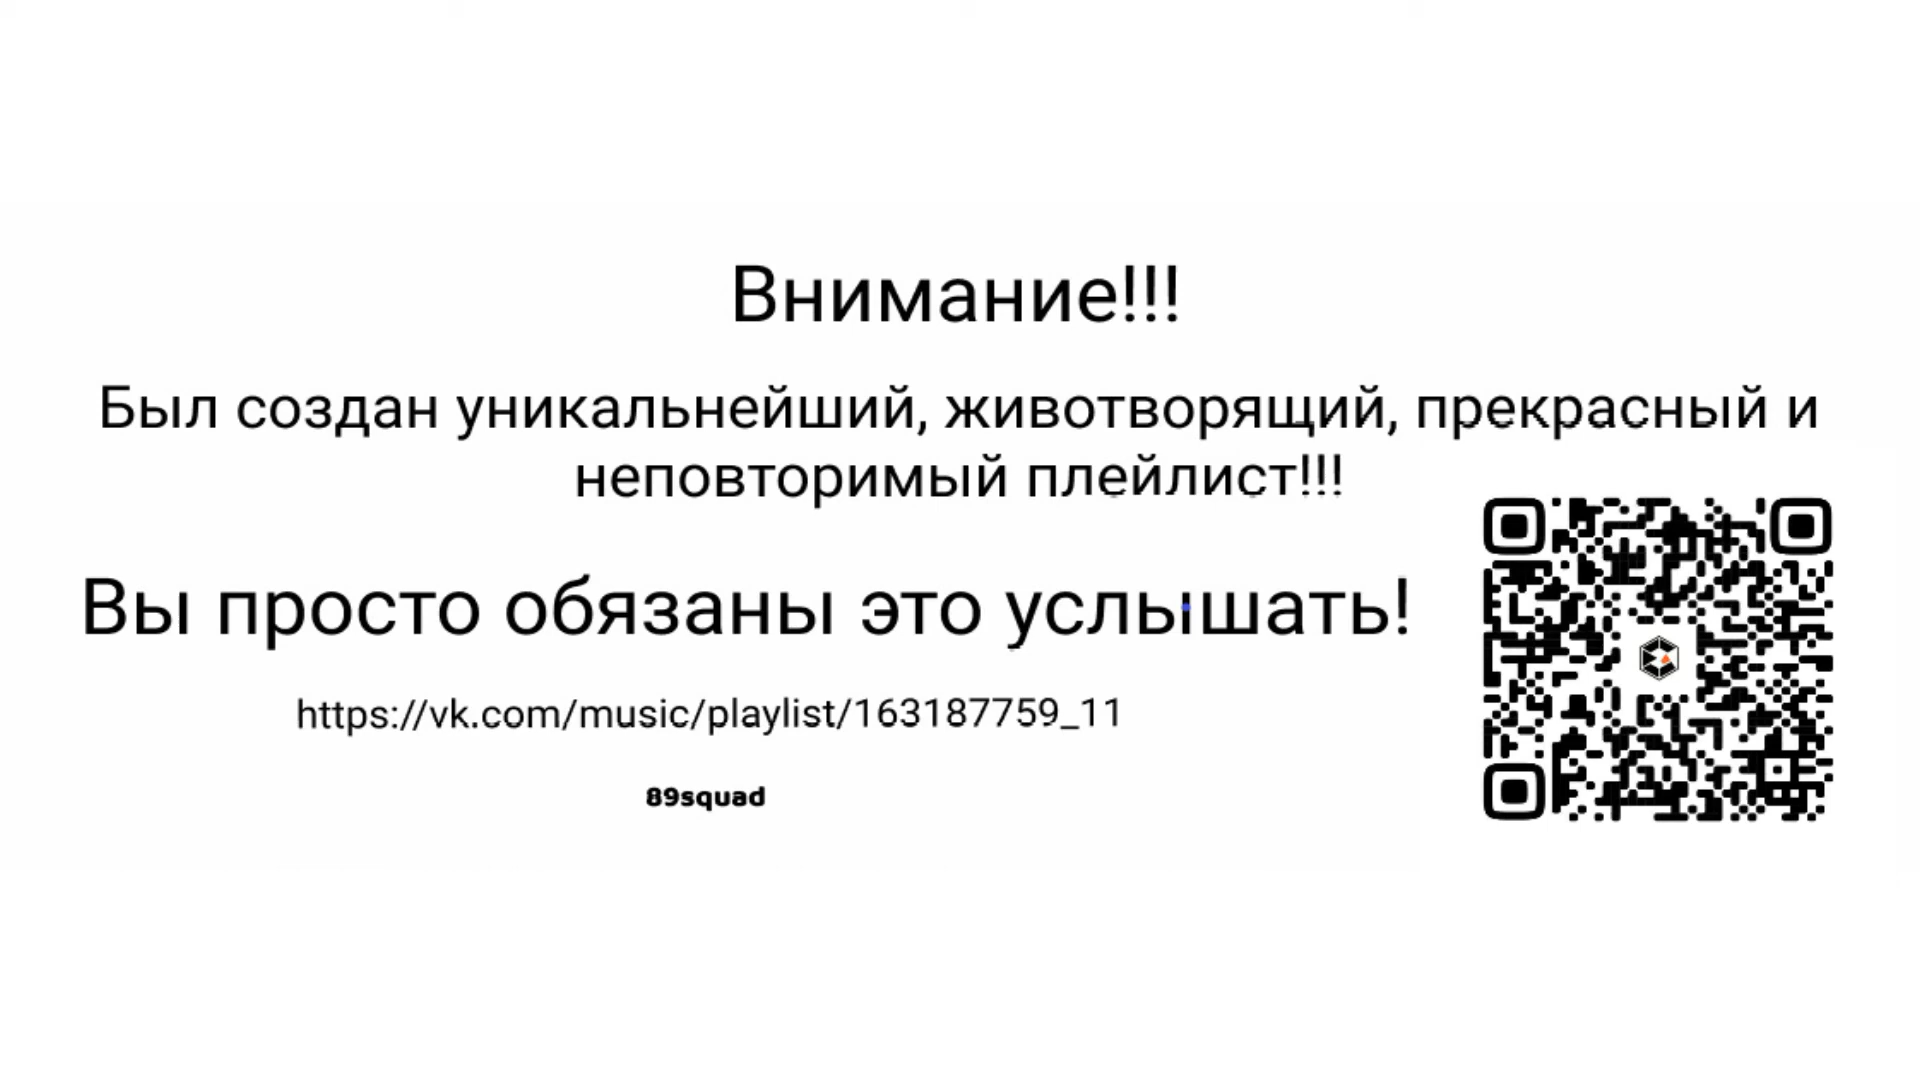 Внимание!!!
Был создан уникальнейший, животворящий, прекрасный и
неповторимый плейлист!!!
Вы просто обязаны это услышать!
https://vk.com/music/playlist/163187759_11
89squad